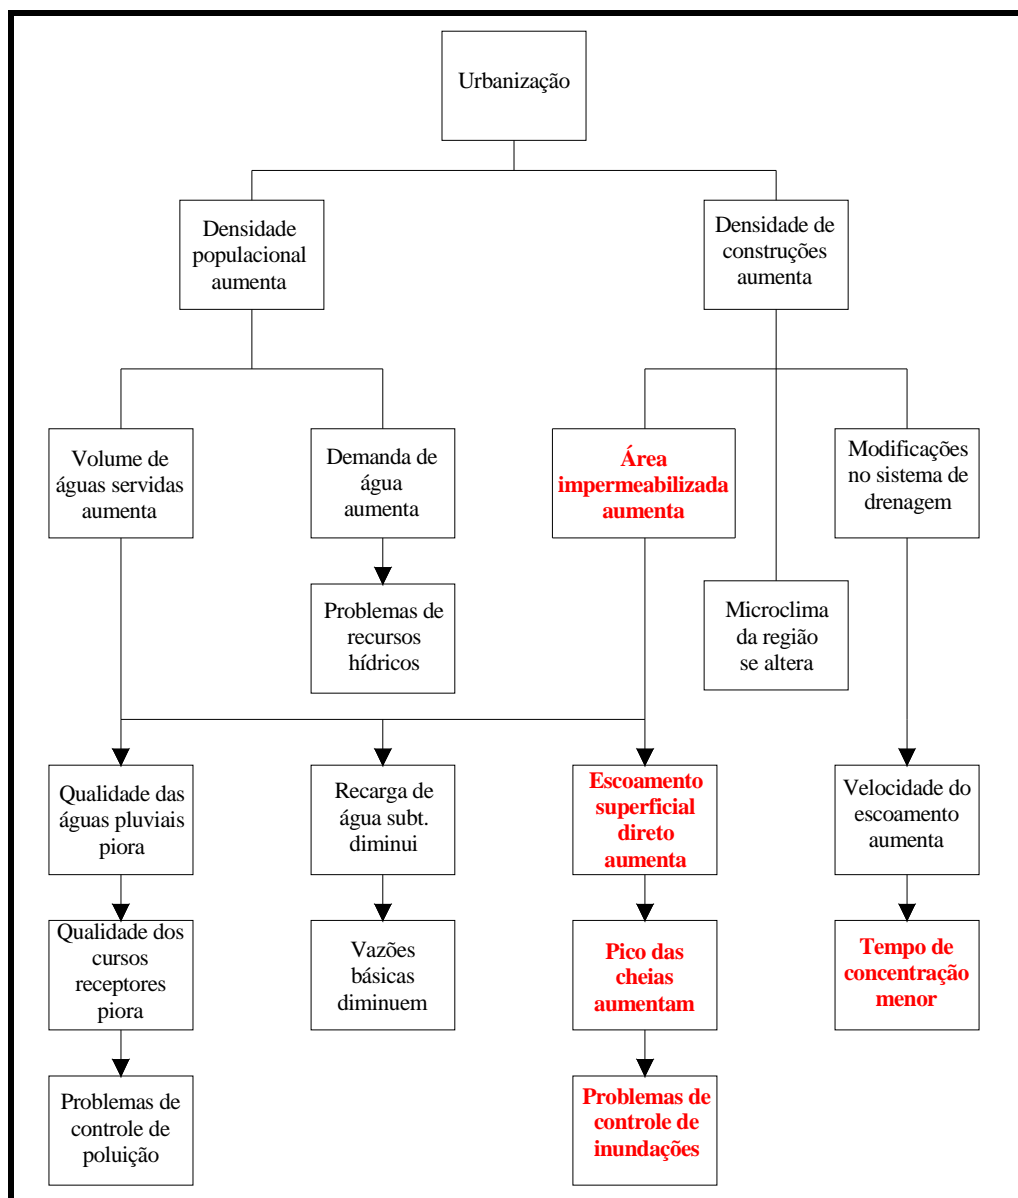 Urbanização
Densidade
populacional
aumenta
Densidade de
construções
aumenta
Volume de
águas servidas
aumenta
Demanda de
água
aumenta
Área
impermeabilizada
aumenta
Modificações
no sistema de
drenagem
Problemas de
recursos
hídricos
Microclima
da região
se altera
Qualidade das
águas pluviais
piora
Recarga de
água subt.
diminui
Escoamento
superficial
direto
aumenta
Velocidade do
escoamento
aumenta
Qualidade dos
cursos
receptores
piora
Vazões
básicas
diminuem
Pico das
cheias
aumentam
Tempo de
concentração
menor
Problemas de
controle de
poluição
Problemas de
controle de
inundações